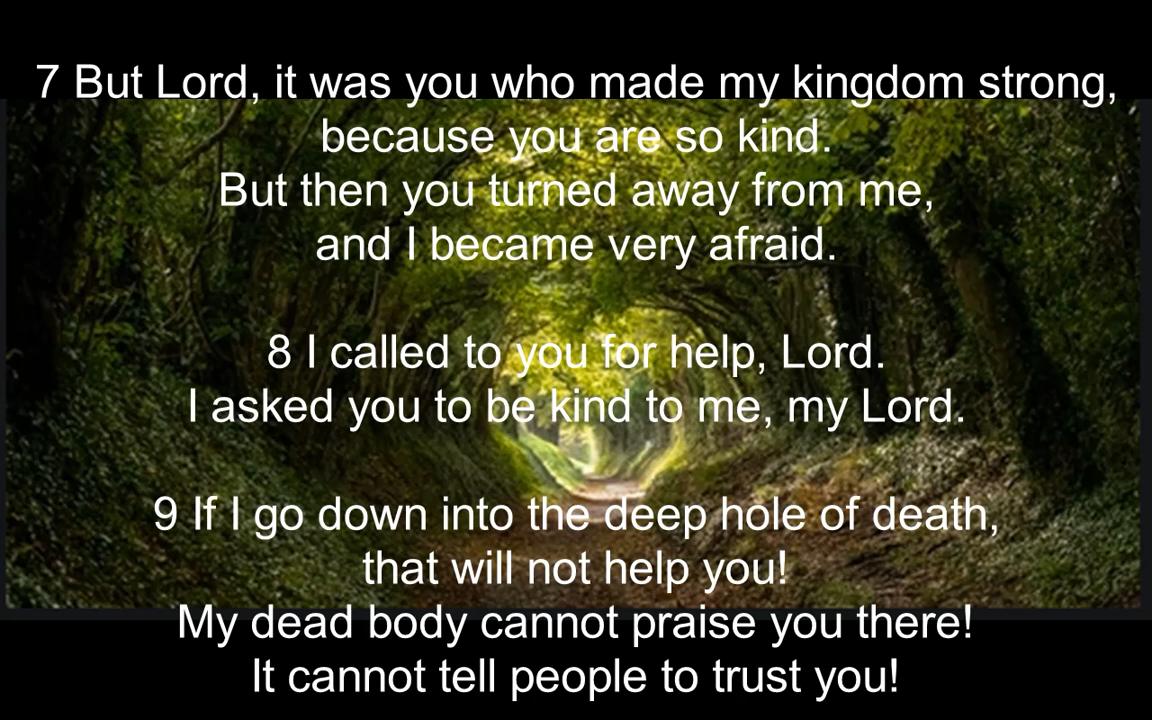 7 But Lord, it was you who made my kingdom strong,
because you are so kind.
But then you turned away from me,
and I became very afraid.
8 I called to you for help, Lord.
I asked you to be kind to me, my Lord.
9 If I go down into the deep hole of death,
that will not help you!
My dead body cannot praise you there!
It cannot tell people to trust you!